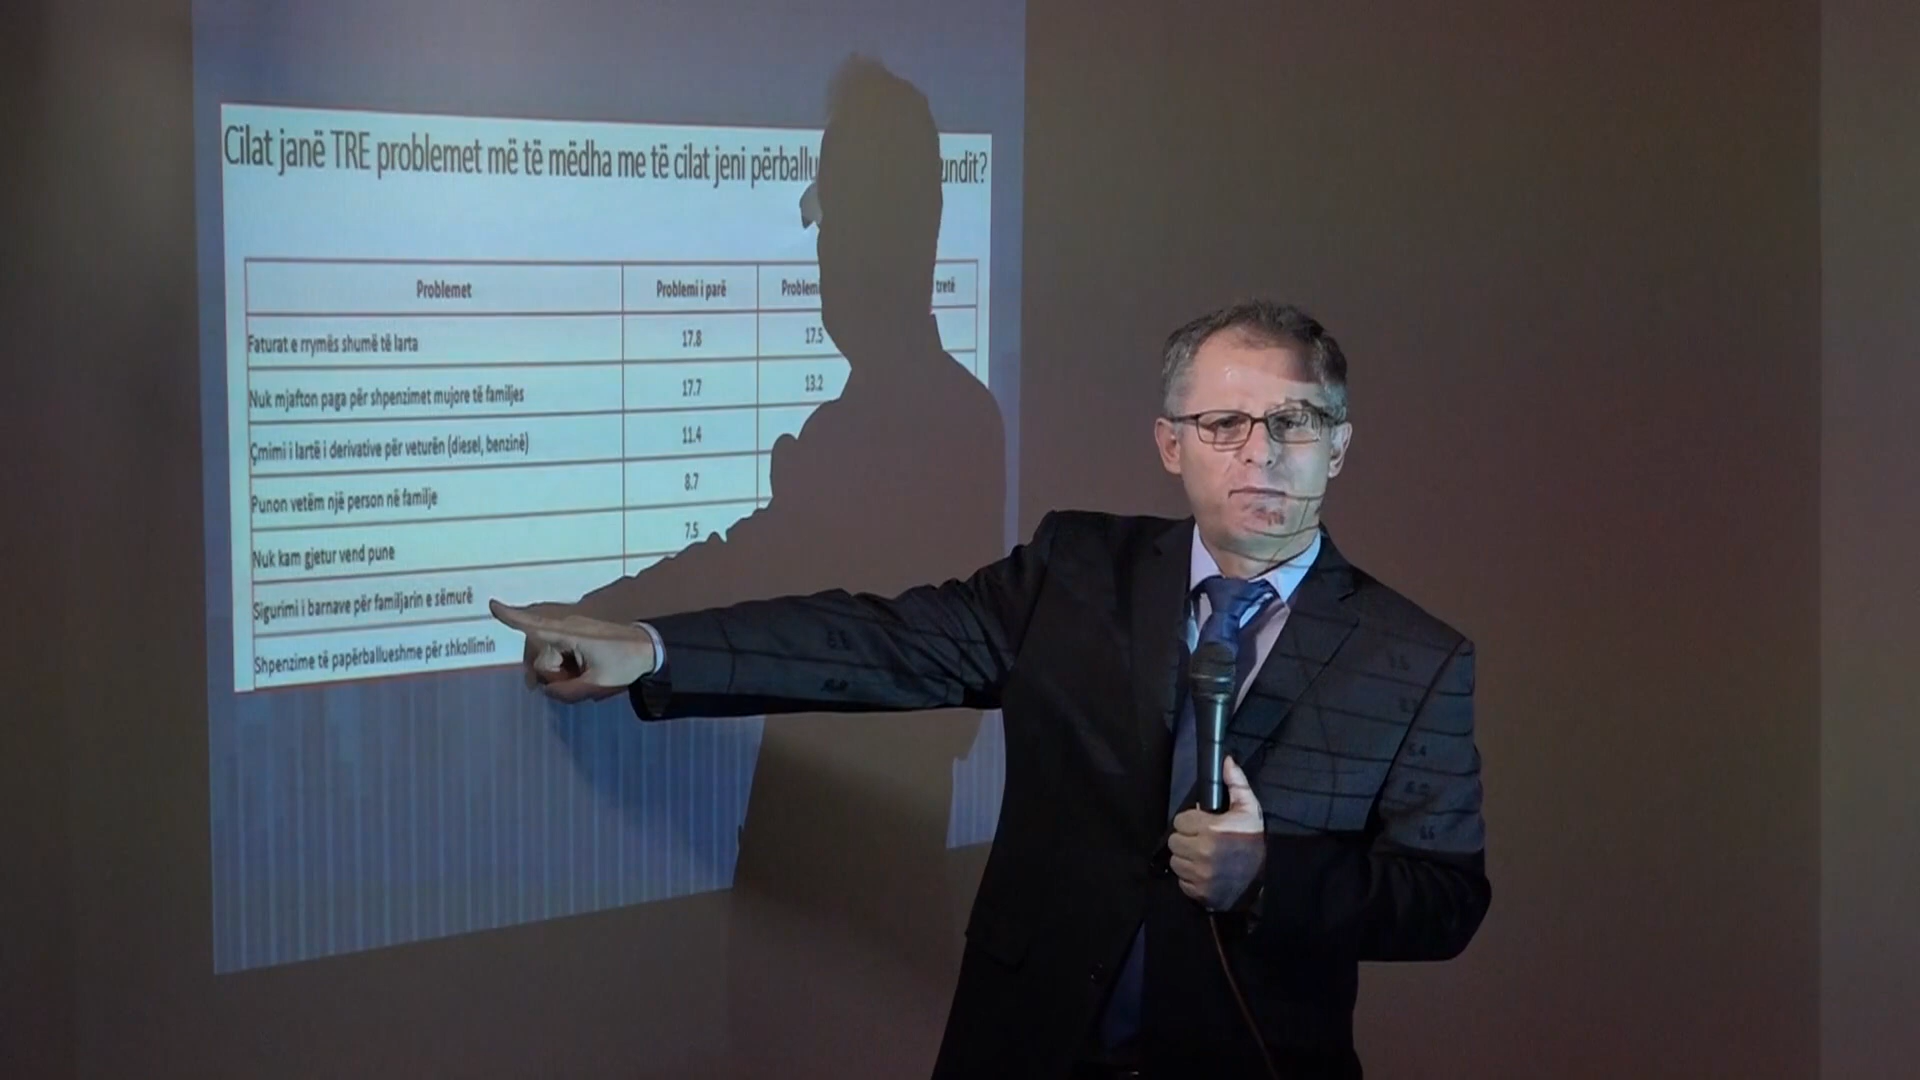 Cilat janë TRE problemet më të mëdha me të cilat jeni përballu undit?
Problemet Problemi i parë Problemi tretë
Faturat e rrymës shumë të larta 17.8 17.5
Nuk mjafton paga për shpenzimet mujore të familjes 17.7 13.2
Çmimi i lartë i derivative për veturën (diesel, benzinë) 11.4
Punon vetëm një person në familje 8.7
Nuk kam gjetur vend pune 7.5
Sigurimi i barnave për familjarin e sëmurë
Shpenzime të papërballueshme për shkollimin